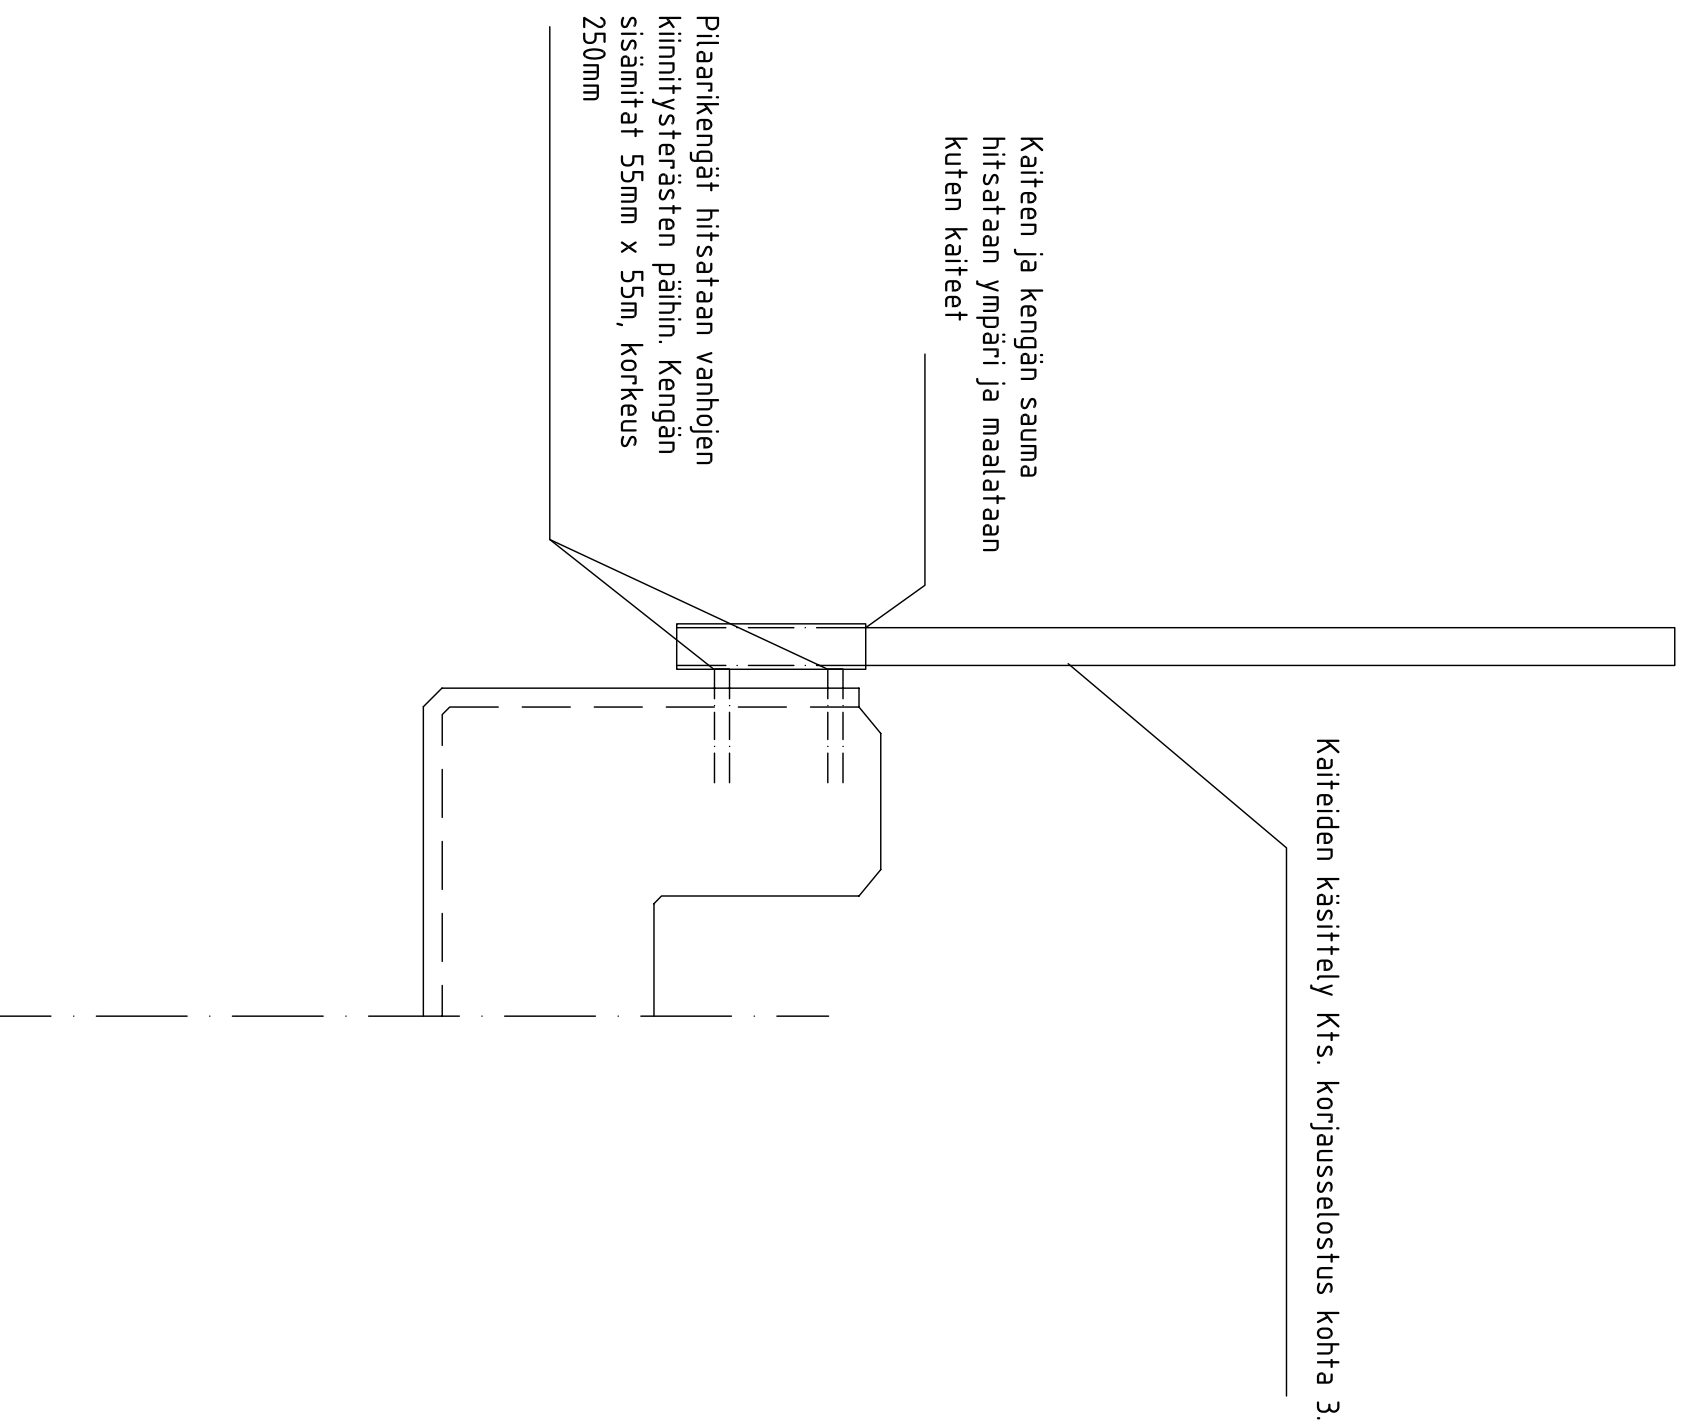 Pilaarikengät hitsataan vanhojen
kiinnitysterästen päihin. Kengän
sisämitat 55mm x 55m, korkeus
250mm
Kaiteen ja kengän sauma
hitsataan ympäri ja maalataan
kuten kaiteet
Kaiteiden käsittely Kts. korjausselostus kohta 3.